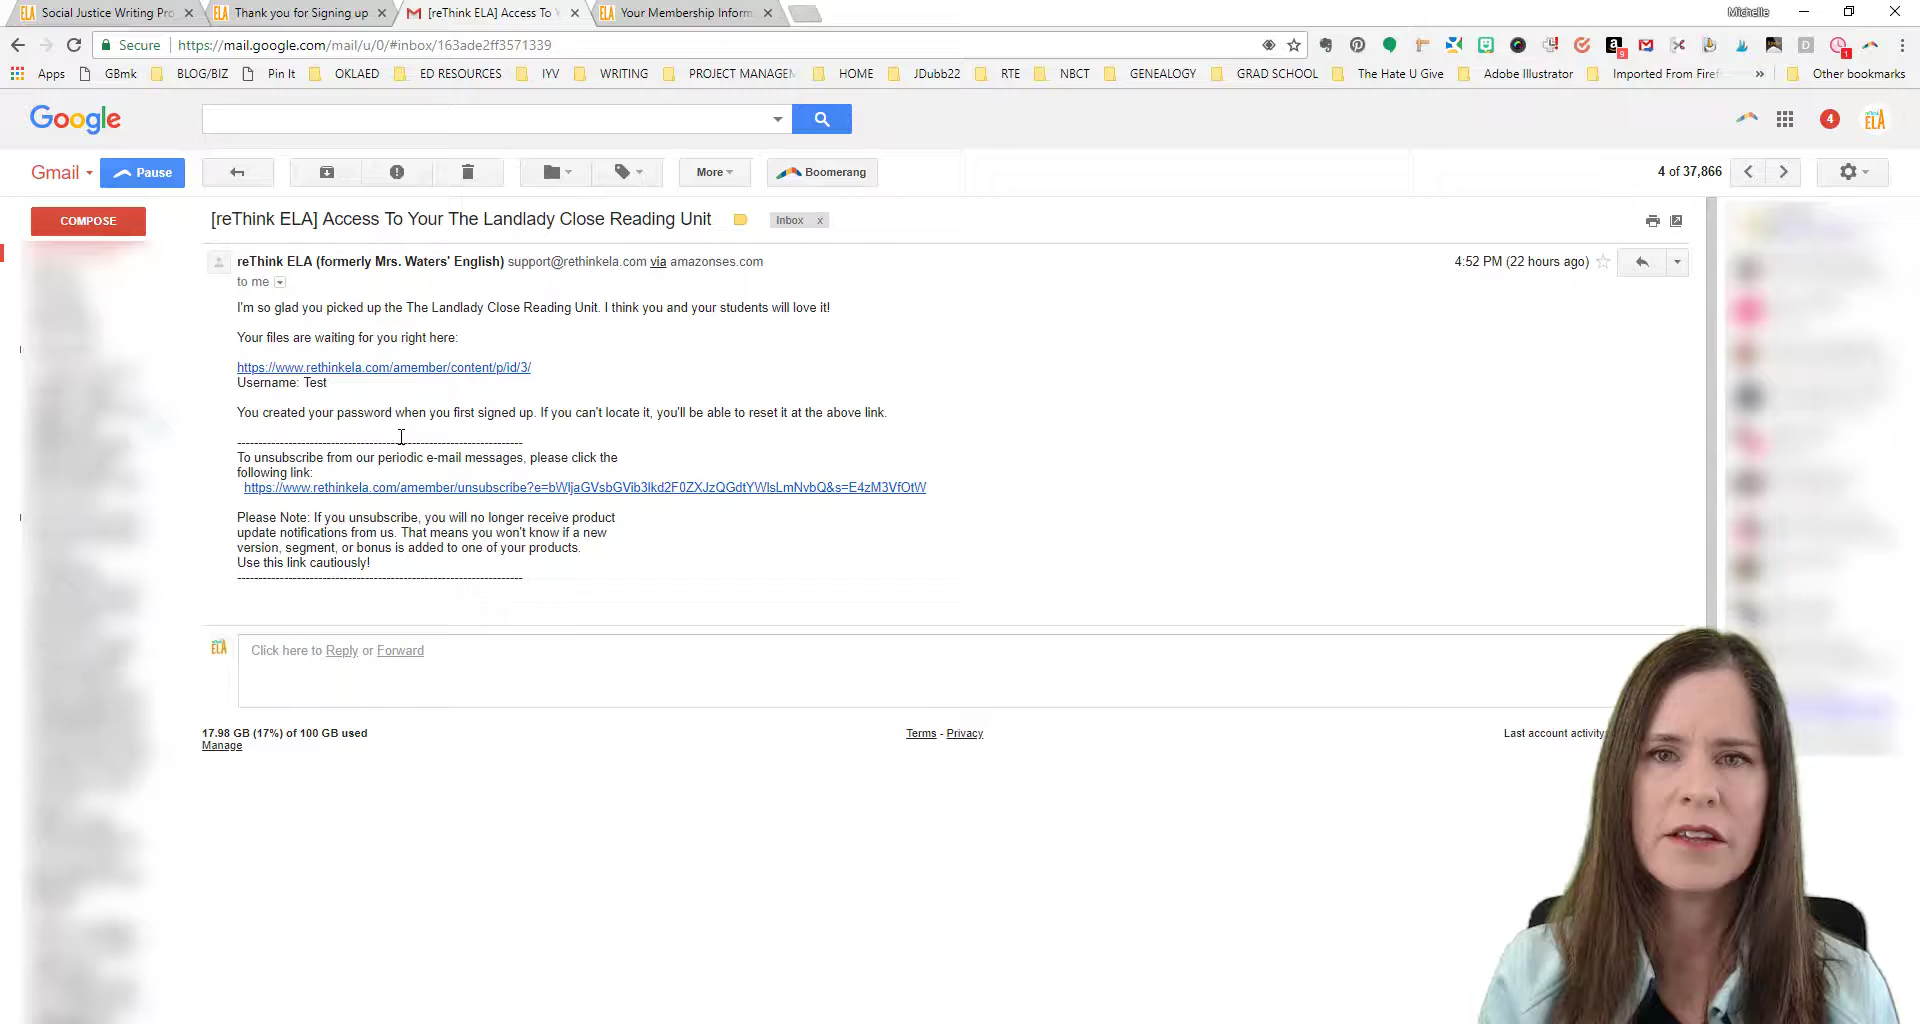 Social Justice Writing Pro
Thank you for Signing up
[reThink ELA] Access To Y
Your Membership Inform
Michelle
Secure
https://mail.google.com/mail/u/0/#inbox/163ade2ff3571339
Apps
GBmk
BLOG/BIZ
Pin It
OKLAED
ED RESOURCES
IYV
WRITING
PROJECT MANAGEM
HOME
JDubb22
RTE
NBCT
GENEALOGY
GRAD SCHOOL
The Hate U Give
Adobe Illustrator
Imported From Firef
»
Other bookmarks
Google
4
Gmail
Pause
More
Boomerang
4 of 37,866
COMPOSE
[reThink ELA] Access To Your The Landlady Close Reading Unit
Inbox x
reThink ELA (formerly Mrs. Waters' English) support@rethinkela.com via amazonses.com
4:52 PM (22 hours ago)
to me
I'm so glad you picked up the The Landlady Close Reading Unit. I think you and your students will love it!
Your files are waiting for you right here:
https://www.rethinkela.com/amember/content/p/id/3/
Username: Test
You created your password when you first signed up. If you can't locate it, you'll be able to reset it at the above link.
To unsubscribe from our periodic e-mail messages, please click the
following link:
https://www.rethinkela.com/amember/unsubscribe?e=bWljaGVsbGVib3lkd2F0ZXJzQGdtYWlsLmNvbQ&s=E4zM3VfOtW
Please Note: If you unsubscribe, you will no longer receive product
update notifications from us. That means you won't know if a new
version, segment, or bonus is added to one of your products.
Use this link cautiously!
Click here to Reply or Forward
17.98 GB (17%) of 100 GB used
Manage
Terms - Privacy
Last account activity: